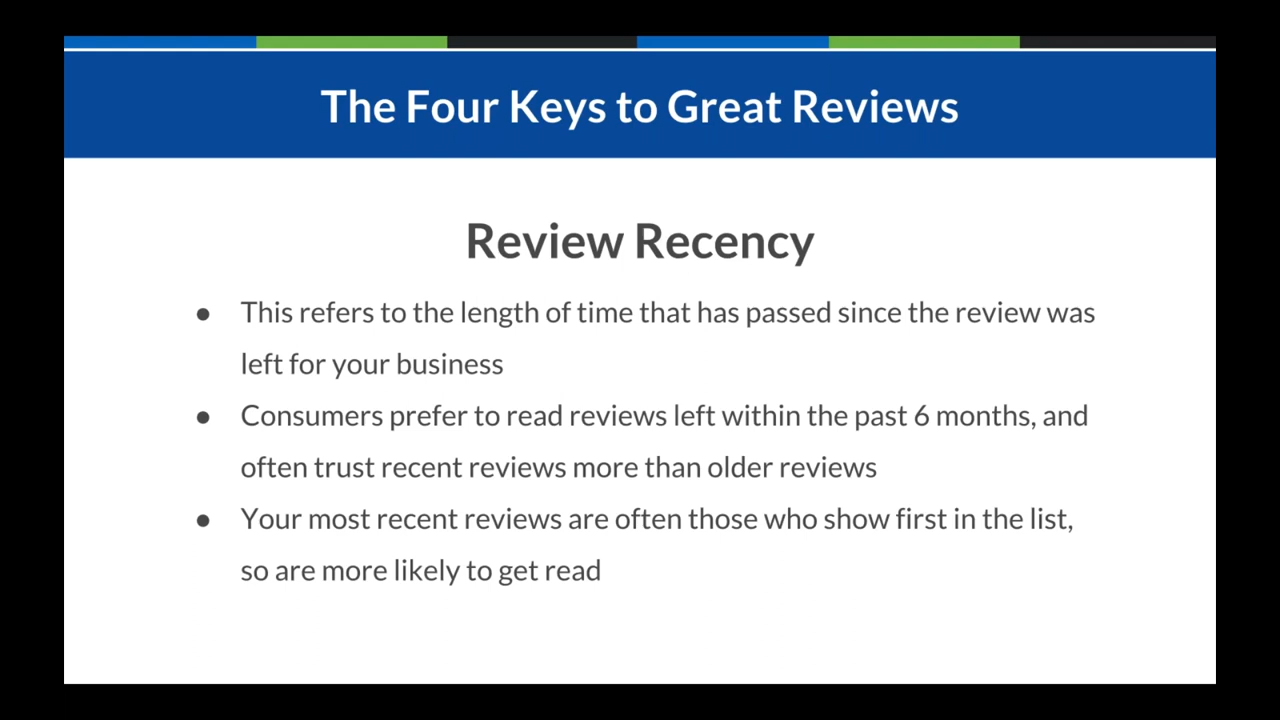 The Four Keys to Great Reviews
Review Recency
● This refers to the length of time that has passed since the review was
left for your business
● Consumers prefer to read reviews left within the past 6 months, and
often trust recent reviews more than older reviews
● Your most recent reviews are often those who show first in the list,
so are more likely to get read